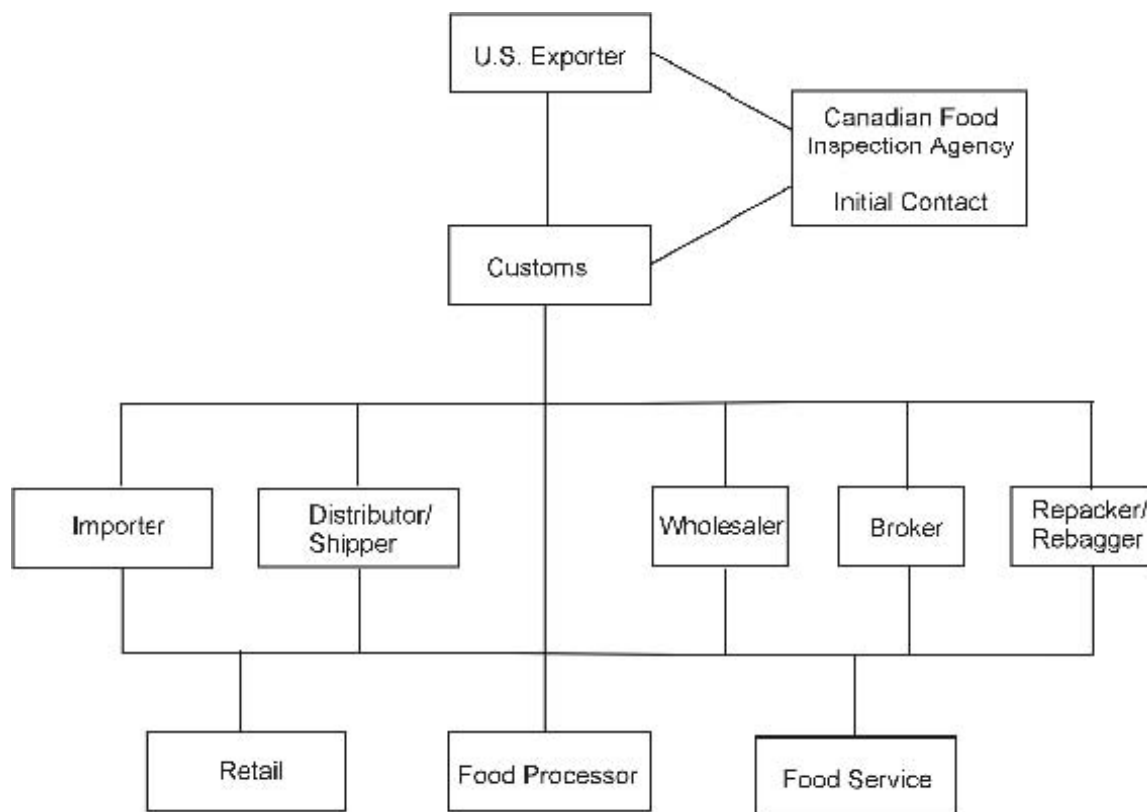 U.S. Exporter
Canadian Food
Inspection Agency
Initial Contact
Customs
Importer
Distributor/
Shipper
Wholesaler
Broker
Repacker/
Rebagger
Retail
Food Processor
Food Service